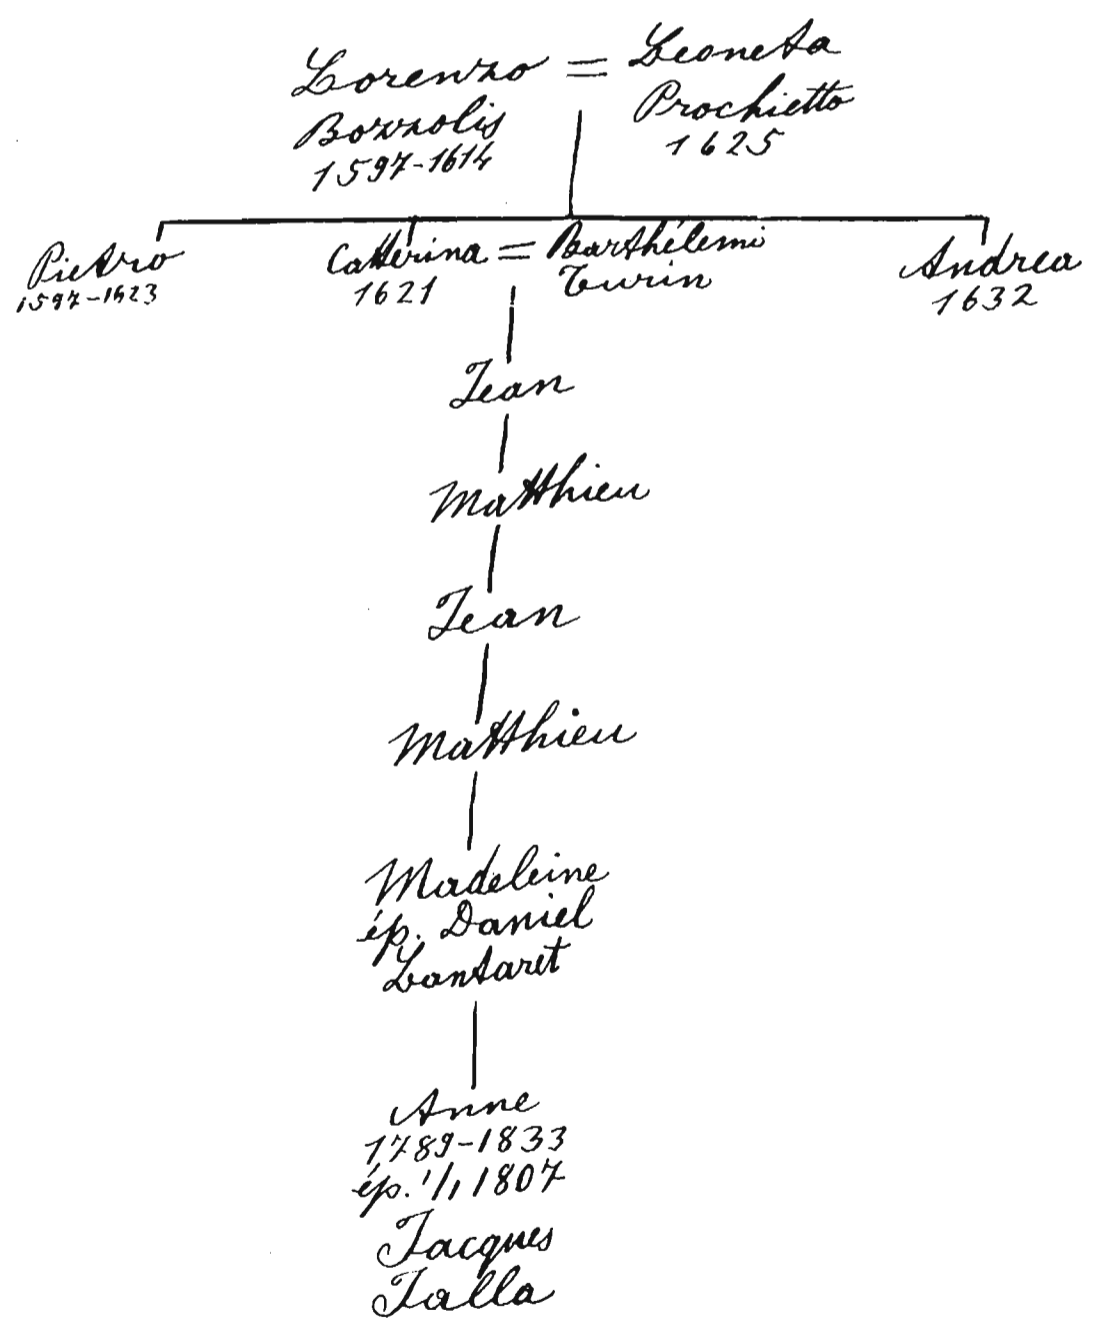 Lorenzo = Leoneta
Bozzolis Prochietto
1597-1614 1625
Pietro Catterina = Barthélemi Andrea
1597-1623 1621 Turin 1632
Jean
Matthieu
Jean
Matthieu
Madeleine
ép. Daniel
Lantaret
Anne
1789-1833
ép. 1/1 1807
Jacques
Jalla